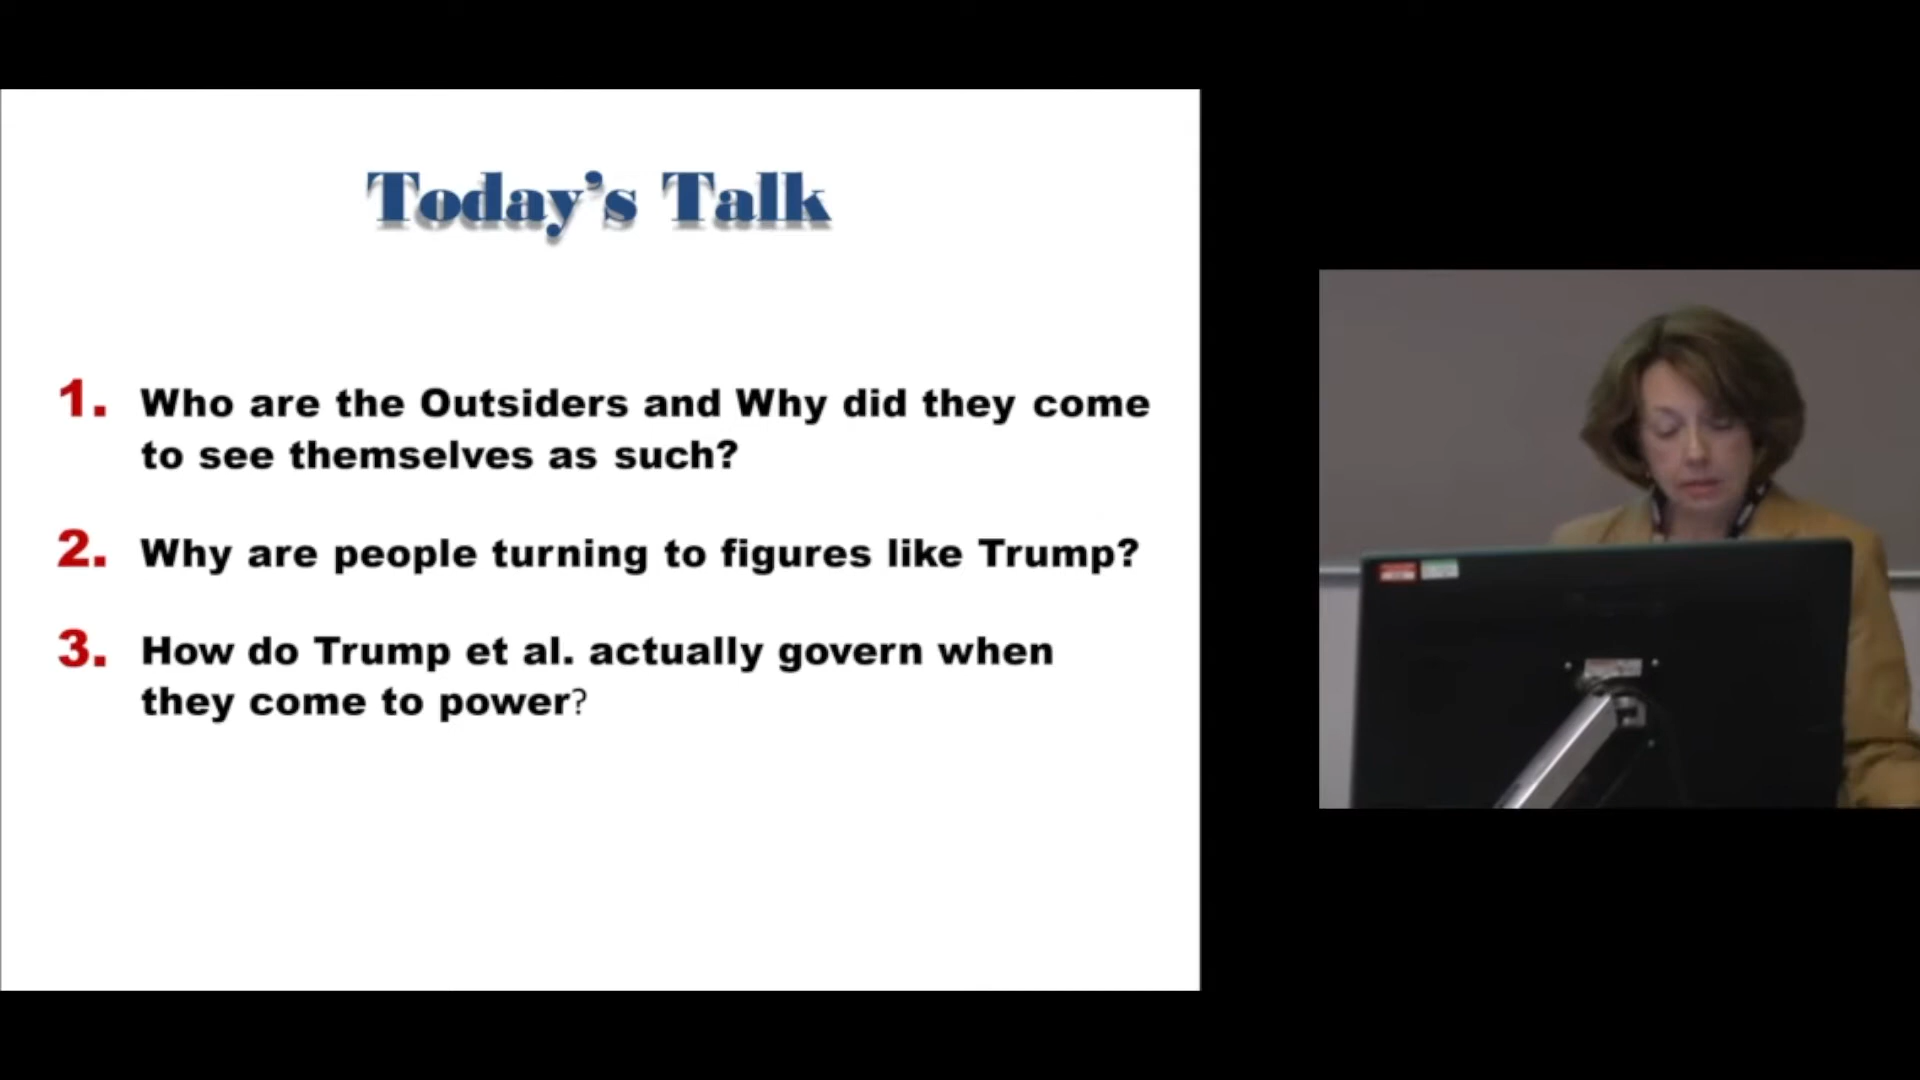 Today's Talk
1. Who are the Outsiders and Why did they come
to see themselves as such?
2. Why are people turning to figures like Trump?
3. How do Trump et al. actually govern when
they come to power?